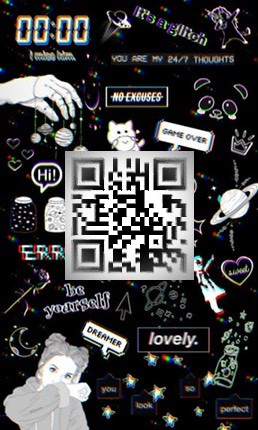 00:00
I miss him.
It's a glitch
YOU ARE MY 24/7 THOUGHTS
NO EXCUSES
GAME OVER
Hi!
ERR
sweet
be
yourself
DREAMER
lovely.
you
look
so
perfect